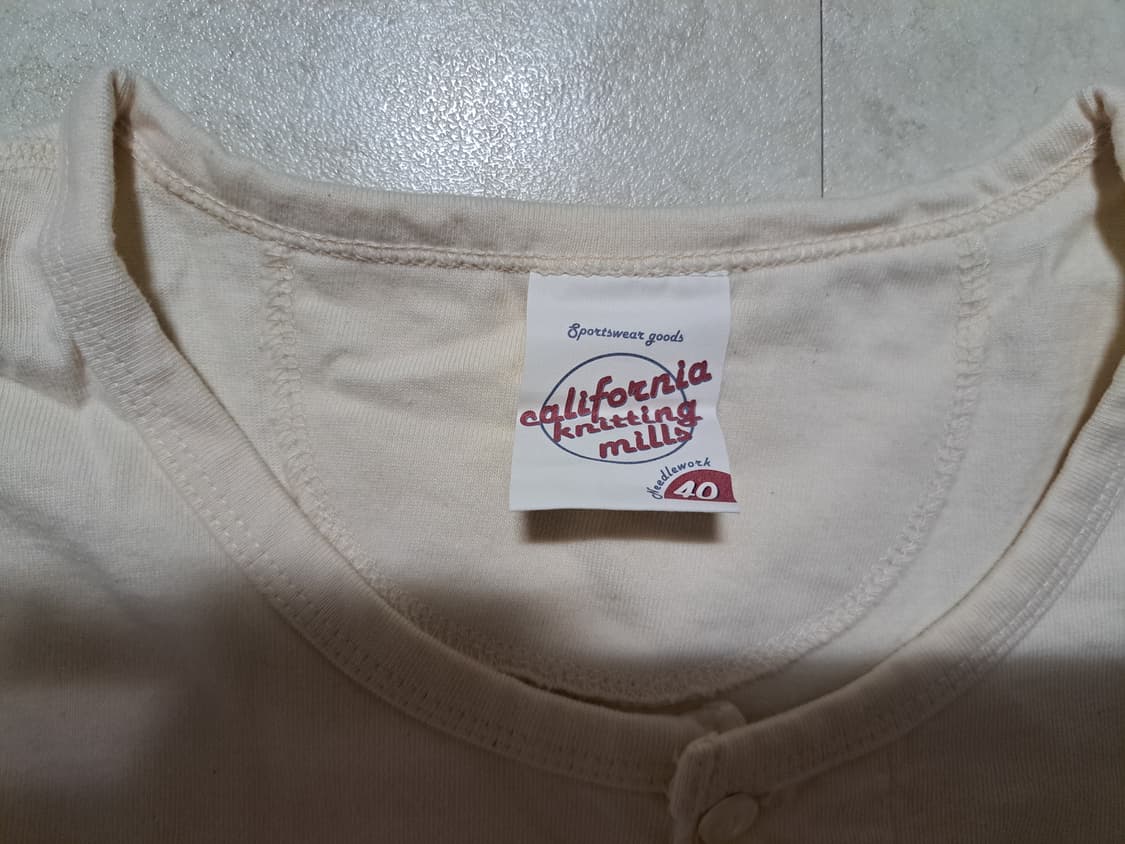 Sportswear goods
california
knitting
mills
Needlework
40